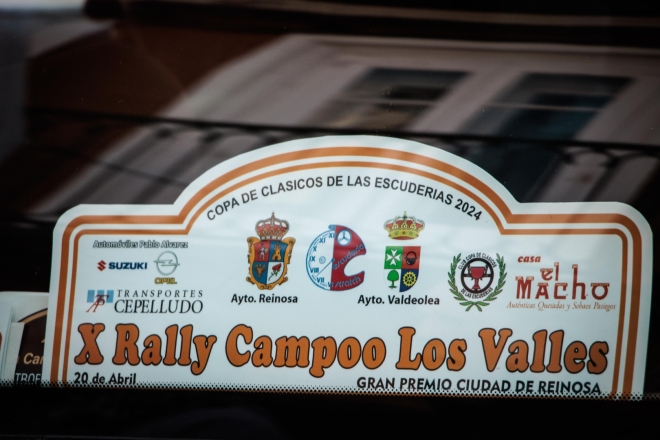 COPA DE CLASICOS DE LAS ESCUDERIAS 2024
Automóviles Pablo Alvarez
SUZUKI
OPEL
TRANSPORTES
CEPELLUDO
Ayto. Reinosa
Ayto. Valdeolea
casa
el
MACHO
Auténticas Quesadas y Sobaos Pasiegos
X Rally Campoo Los Valles
20 de Abril
GRAN PREMIO CIUDAD DE REINOSA